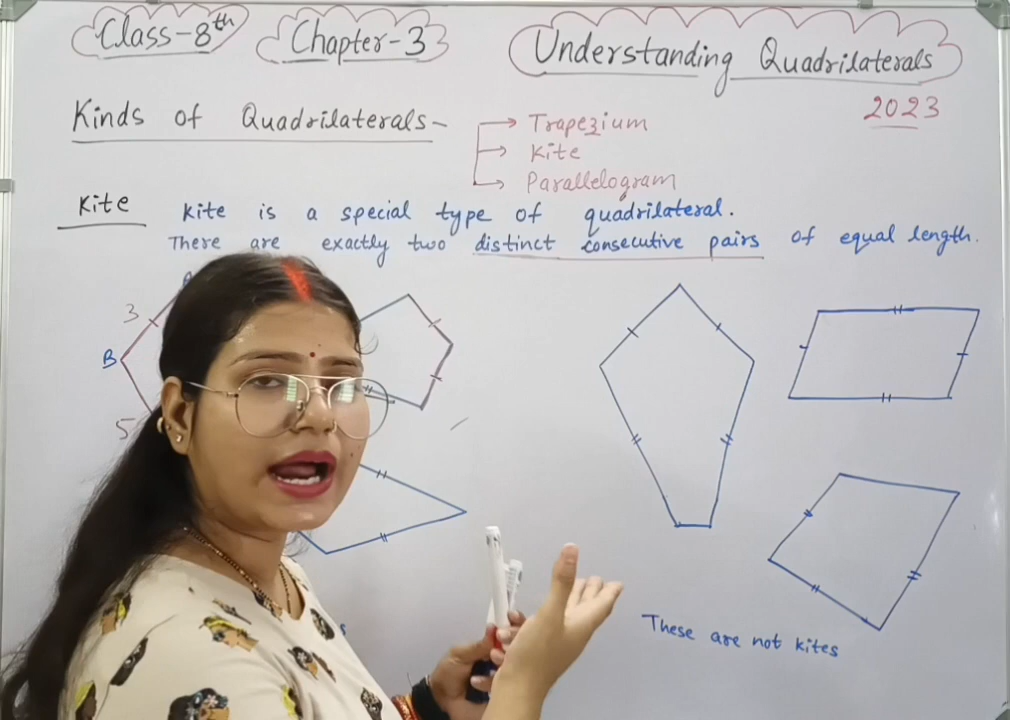 Class-8th Chapter-3 Understanding Quadrilaterals
2023
Kinds of Quadrilaterals-
Trapezium
Kite
Parallelogram
Kite
Kite is a special type of quadrilateral.
There are exactly two distinct consecutive pairs of equal length.
3
B
5
These are not kites